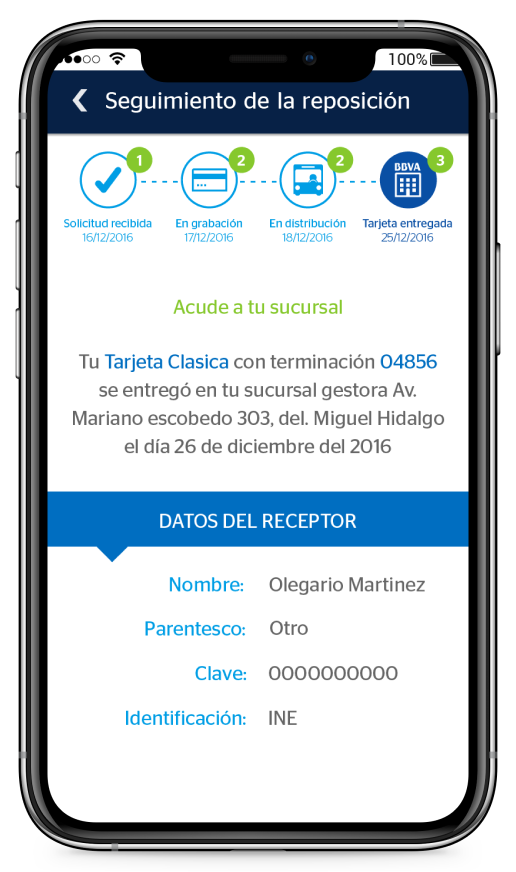 100%
Seguimiento de la reposición
1
2
2
3
BBVA
Solicitud recibida
16/12/2016
En grabación
17/12/2016
En distribución
18/12/2016
Tarjeta entregada
25/12/2016
Acude a tu sucursal
Tu Tarjeta Clasica con terminación 04856
se entregó en tu sucursal gestora Av.
Mariano escobedo 303, del. Miguel Hidalgo
el día 26 de diciembre del 2016
DATOS DEL RECEPTOR
Nombre: Olegario Martinez
Parentesco: Otro
Clave: 0000000000
Identificación: INE